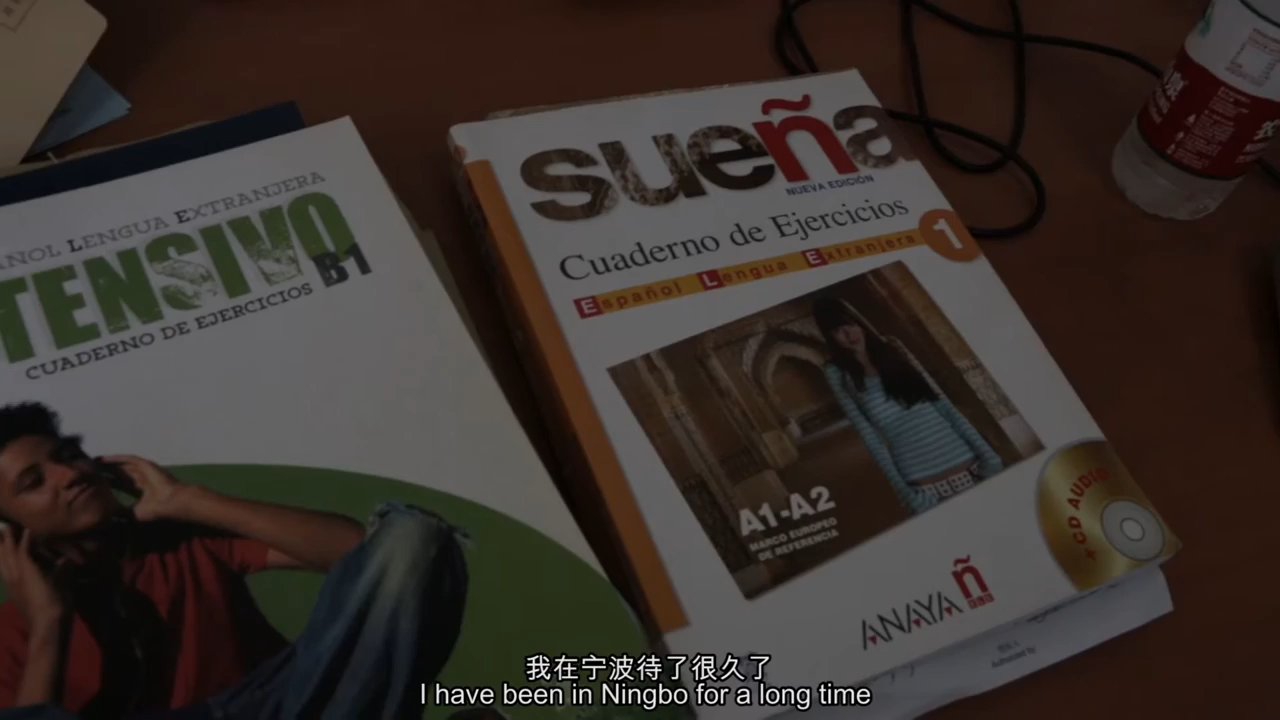 AÑOL LENGUA EXTRANJERA
TENSIVO
B1
CUADERNO DE EJERCICIOS
sueña
NUEVA EDICIÓN
Cuaderno de Ejercicios
1
Español Lengua Extranjera
A1-A2
MARCO EUROPEO
DE REFERENCIA
+ CD AUDIO
ANAYA ñ
ELE
我在宁波待了很久了
I have been in Ningbo for a long time